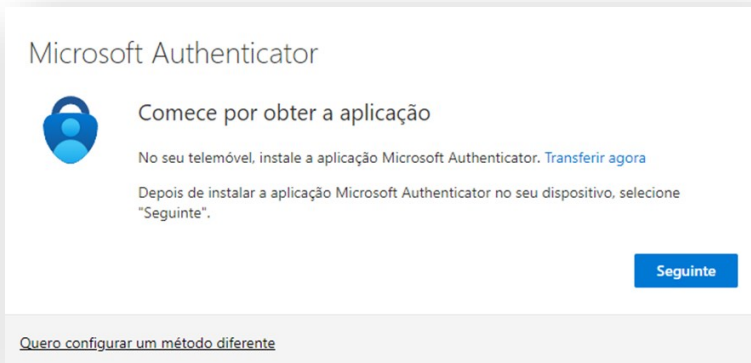 Microsoft Authenticator
Comece por obter a aplicação
No seu telemóvel, instale a aplicação Microsoft Authenticator. Transferir agora
Depois de instalar a aplicação Microsoft Authenticator no seu dispositivo, selecione
"Seguinte".
Seguinte
Quero configurar um método diferente